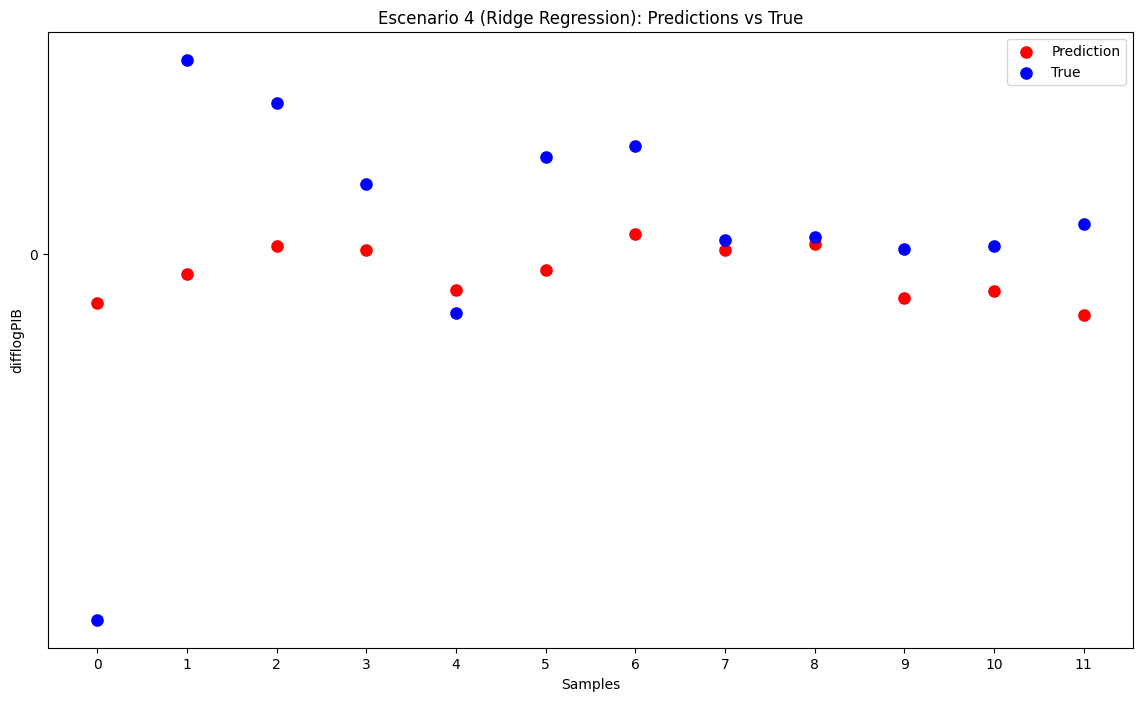 Escenario 4 (Ridge Regression): Predictions vs True
Prediction
True
0
difflogPIB
0 1 2 3 4 5 6 7 8 9 10 11
Samples